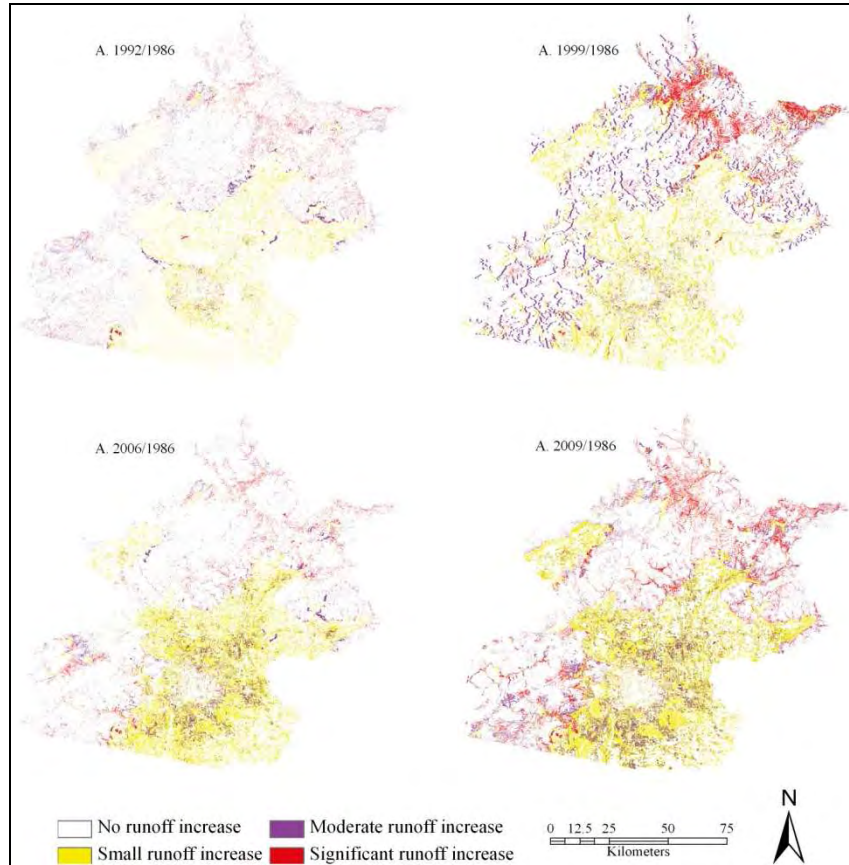 A. 1992/1986
A. 1999/1986
A. 2006/1986
A. 2009/1986
No runoff increase
Moderate runoff increase
Small runoff increase
Significant runoff increase
0 12.5 25 50 75
Kilometers
N